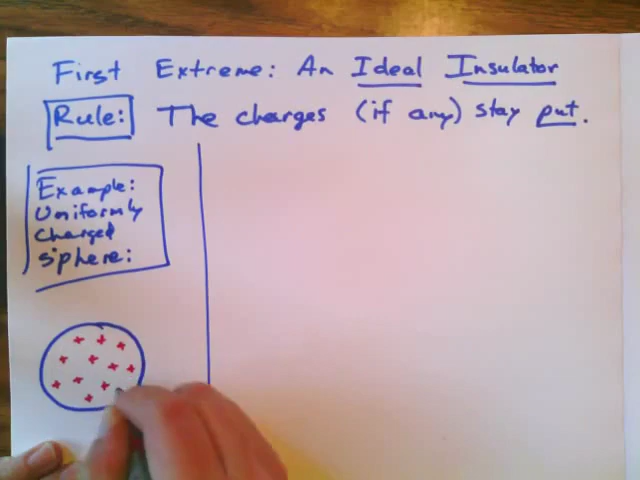 First Extreme: An Ideal Insulator
Rule: The charges (if any) stay put.
Example:
Uniformly
Charged
Sphere: